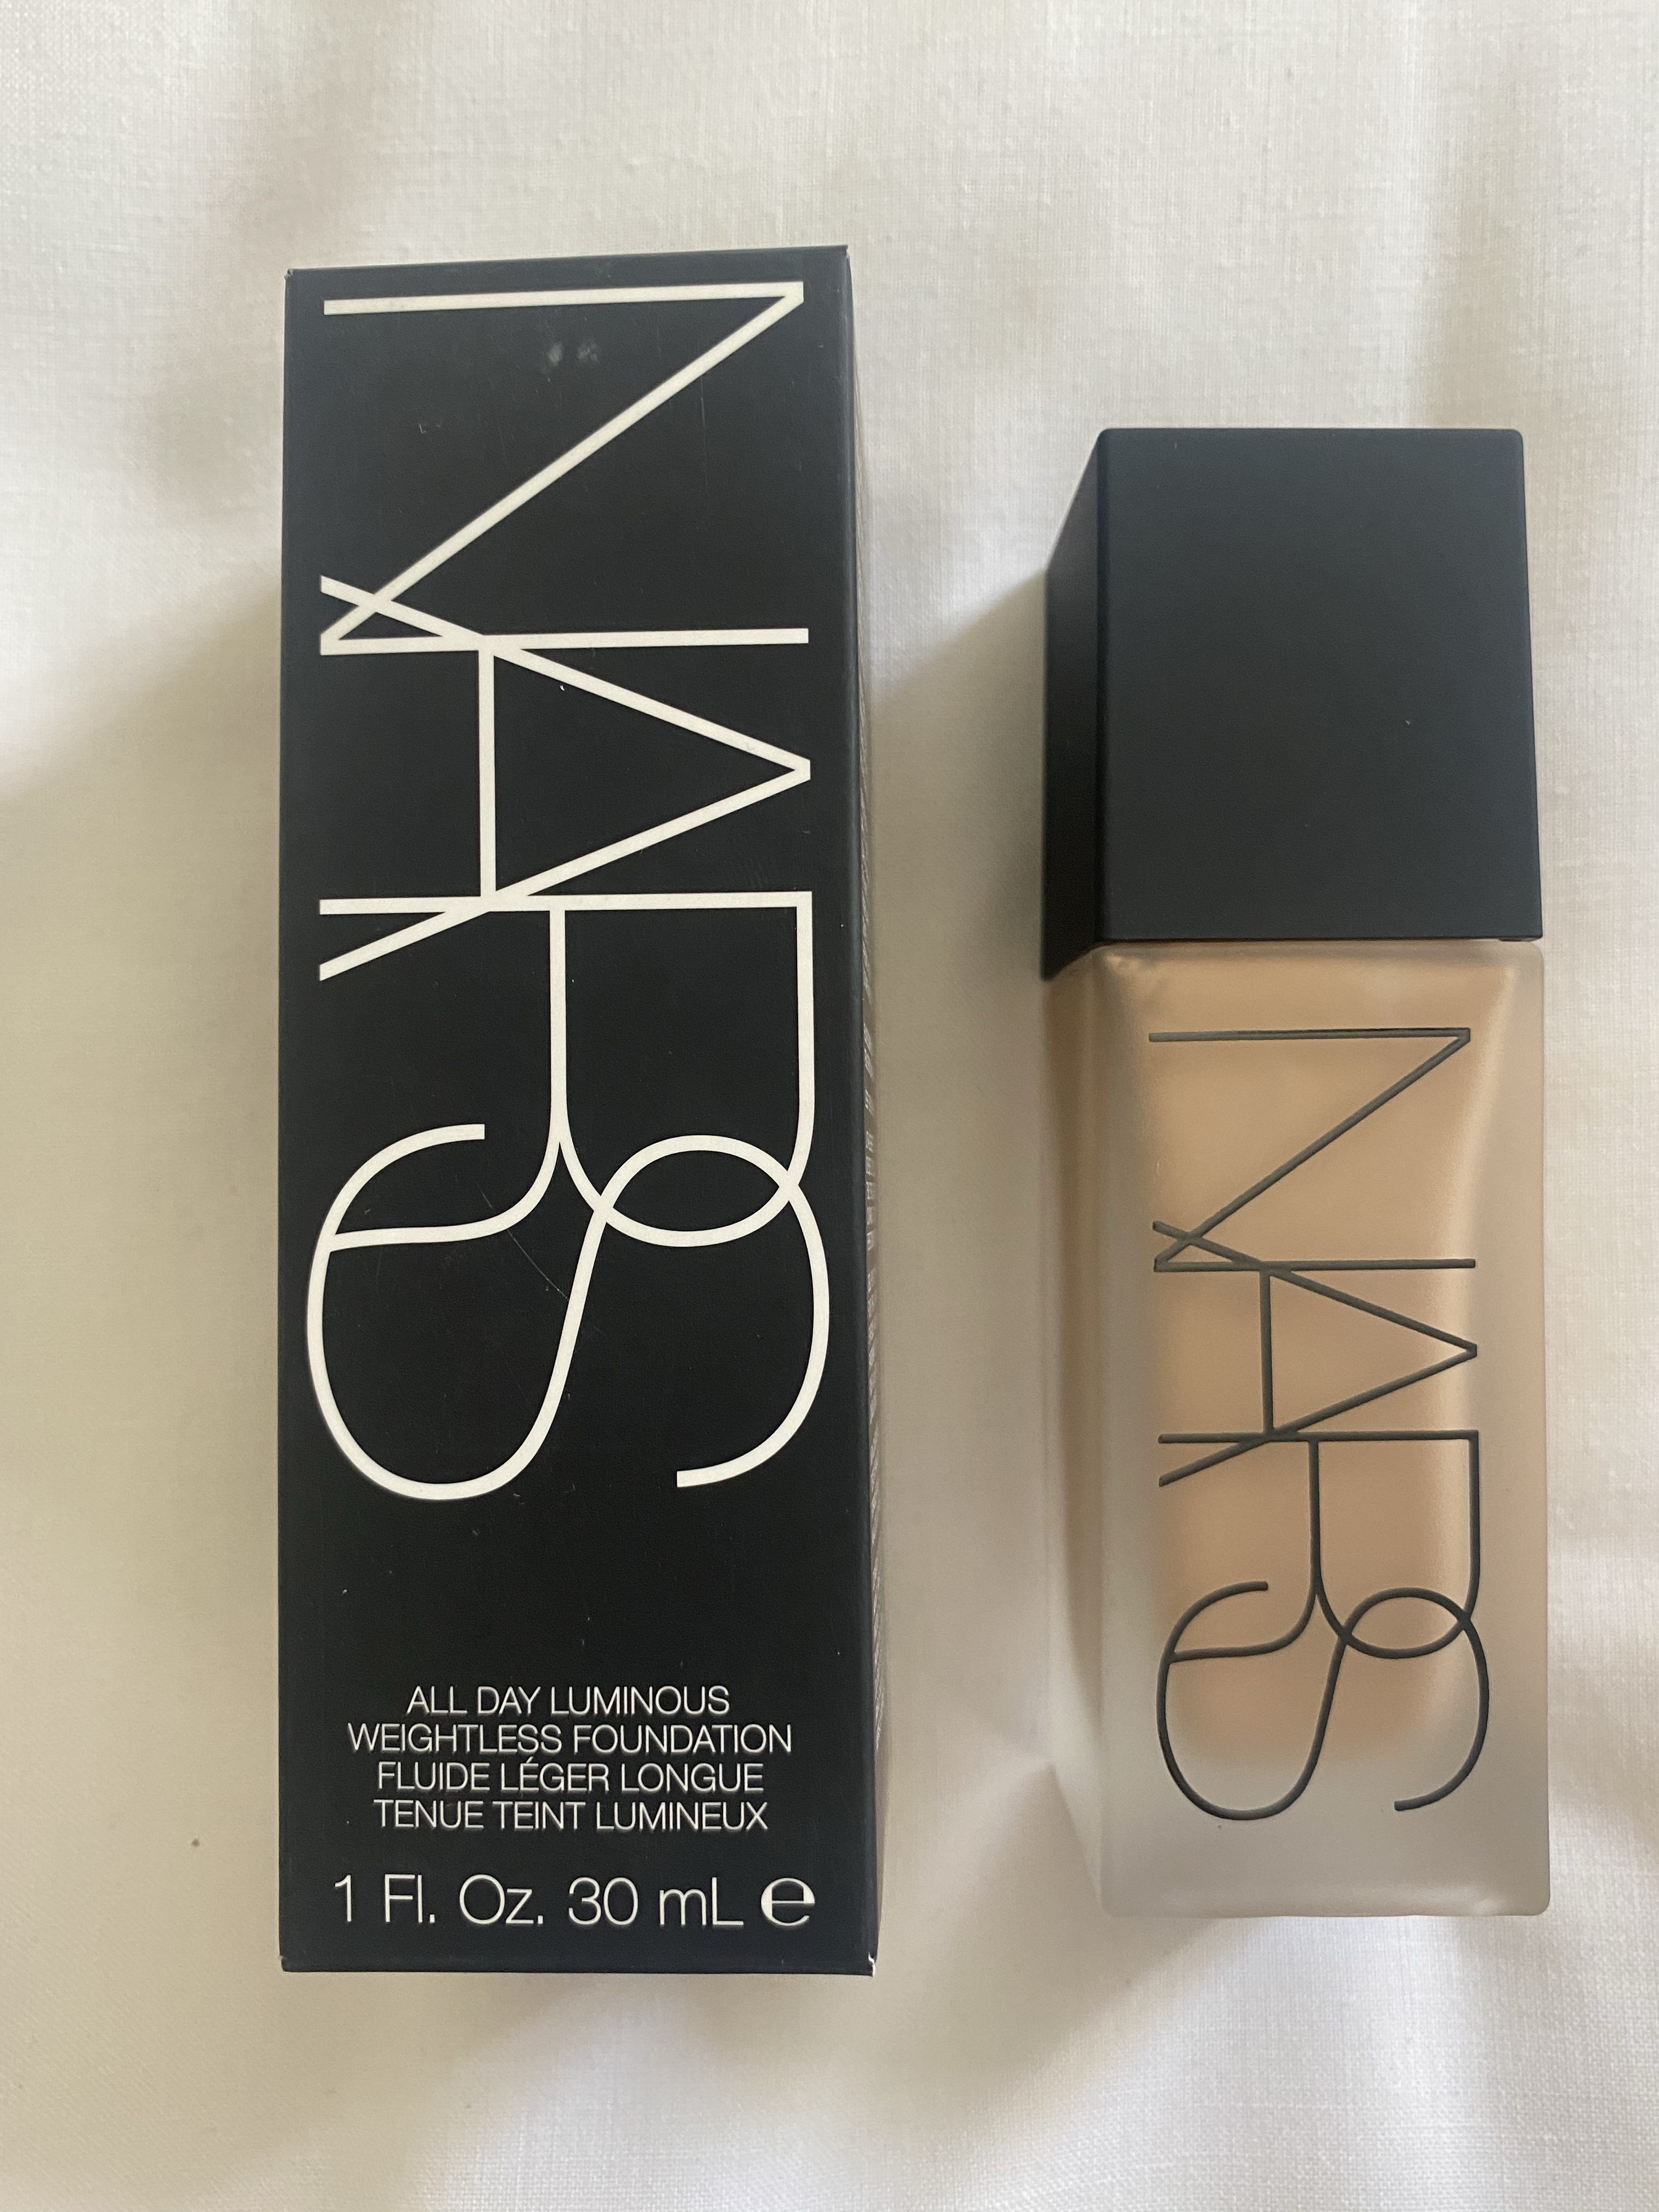 NARS
ALL DAY LUMINOUS
WEIGHTLESS FOUNDATION
FLUIDE LÉGER LONGUE
TENUE TEINT LUMINEUX
1 Fl. Oz. 30 mL ℮
NARS